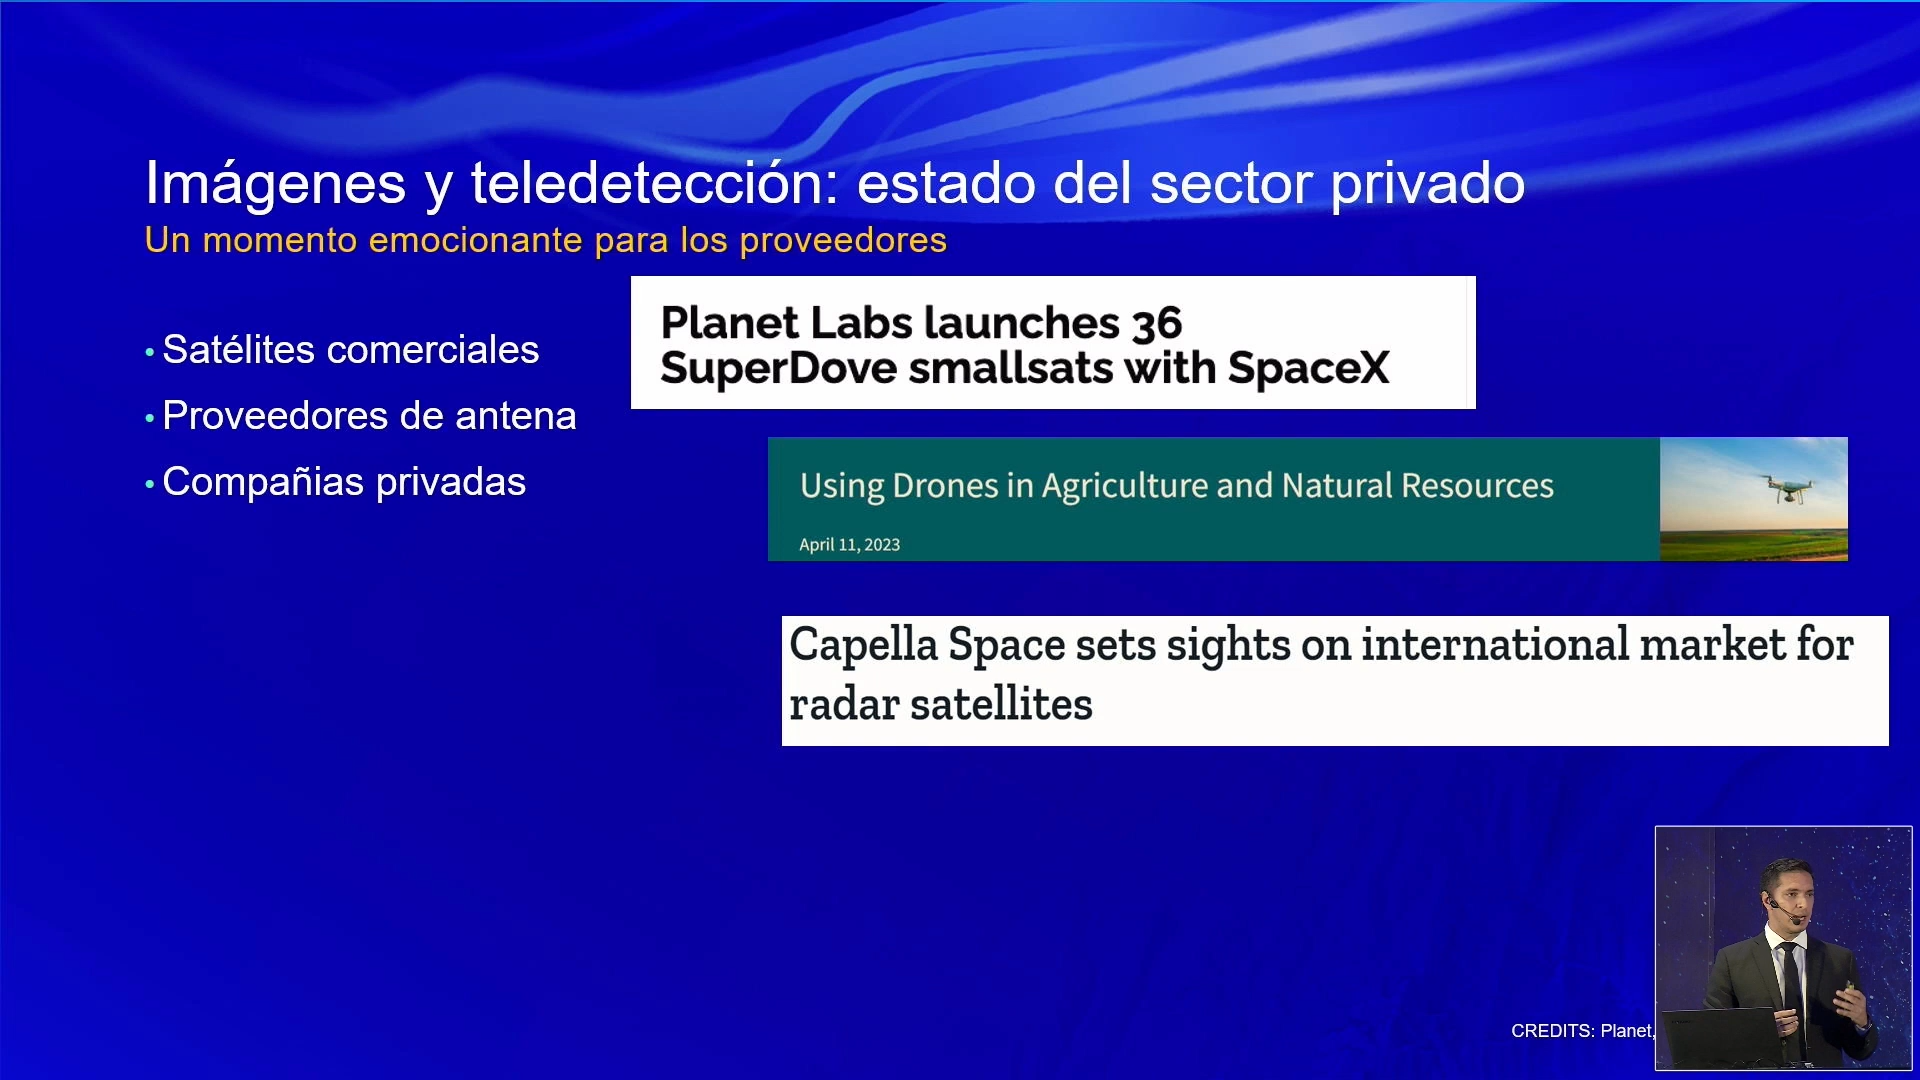 Imágenes y teledetección: estado del sector privado
Un momento emocionante para los proveedores
• Satélites comerciales
• Proveedores de antena
• Compañias privadas
Planet Labs launches 36
SuperDove smallsats with SpaceX
Using Drones in Agriculture and Natural Resources
April 11, 2023
Capella Space sets sights on international market for
radar satellites
CREDITS: Planet,